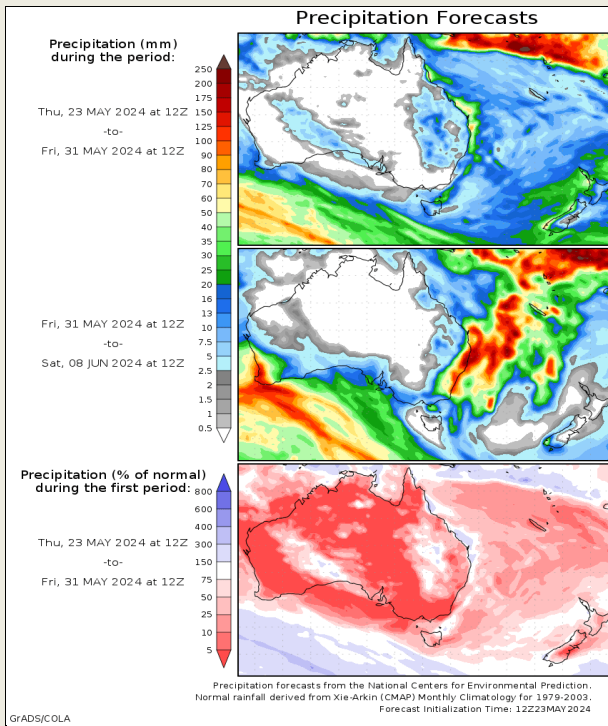 Precipitation Forecasts
Precipitation (mm)
during the period:
Thu, 23 MAY 2024 at 12Z
-to-
Fri, 31 MAY 2024 at 12Z
250
200
175
150
125
100
90
80
70
60
50
40
35
30
25
20
16
13
10
7.5
5
2.5
2
1.5
1
0.5
Fri, 31 MAY 2024 at 12Z
-to-
Sat, 08 JUN 2024 at 12Z
Precipitation (% of normal)
during the first period:
Thu, 23 MAY 2024 at 12Z
-to-
Fri, 31 MAY 2024 at 12Z
800
600
400
300
150
75
50
25
10
5
Precipitation forecasts from the National Centers for Environmental Prediction.
Normal rainfall derived from Xie-Arkin (CMAP) Monthly Climatology for 1979-2003.
Forecast Initialization Time: 12Z23MAY2024
GrADS/COLA